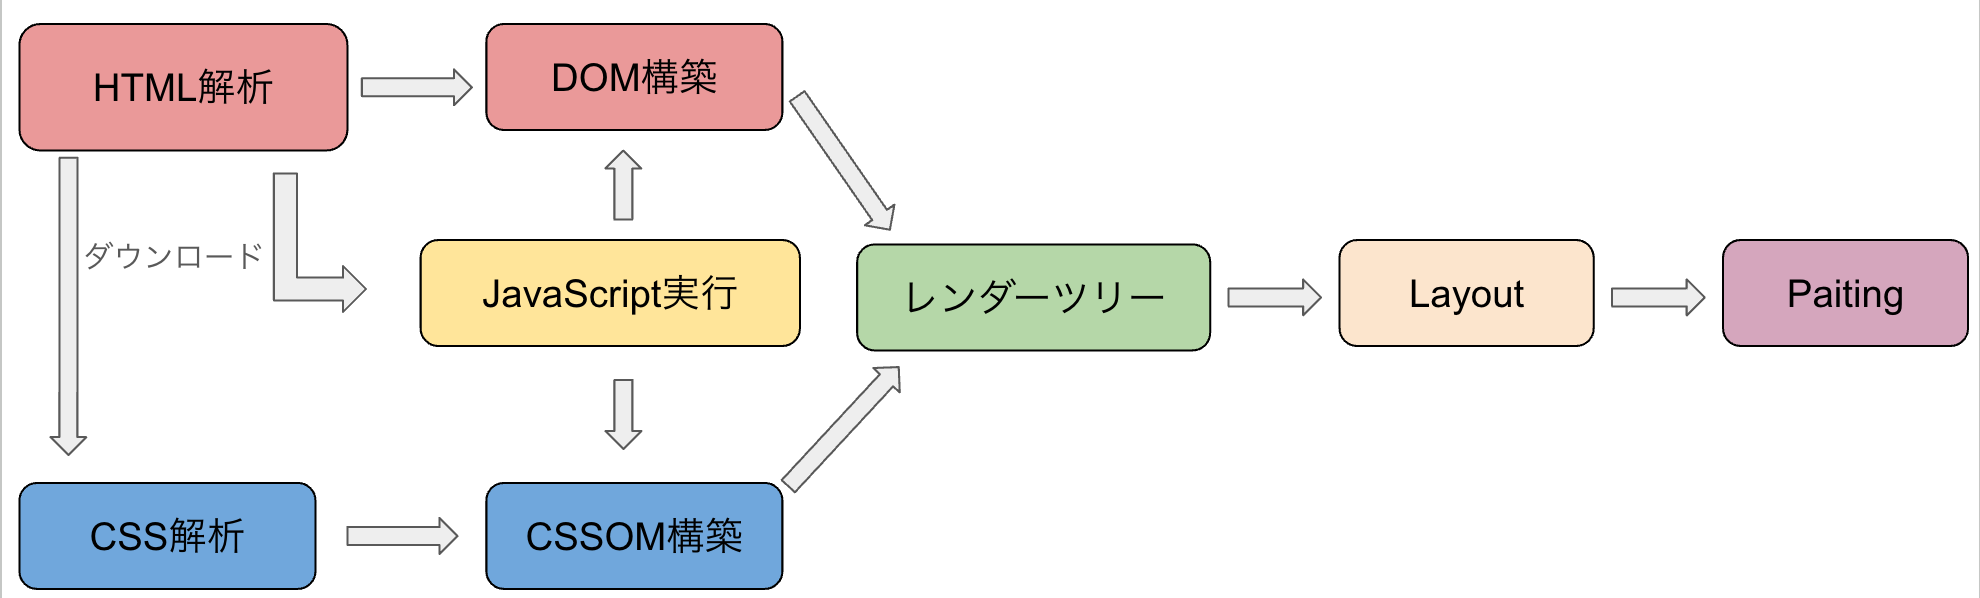 HTML解析
DOM構築
ダウンロード
JavaScript実行
レンダーツリー
Layout
Paiting
CSS解析
CSSOM構築